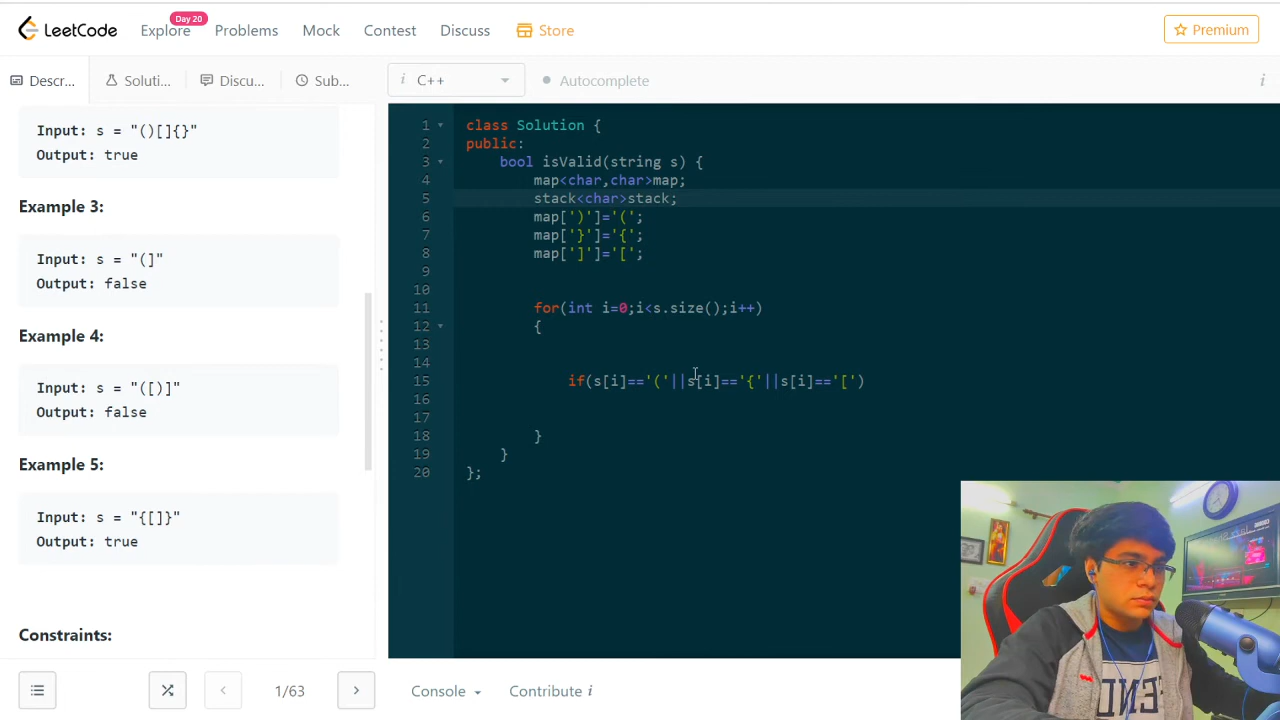 LeetCode
Explore
Day 20
Problems
Mock
Contest
Discuss
Store
Premium
Descr...
Soluti...
Discu...
Sub...
i C++
Autocomplete
i
Input: s = "()[]{}"
Output: true
Example 3:
Input: s = "(]"
Output: false
Example 4:
Input: s = "([)]"
Output: false
Example 5:
Input: s = "{[]}"
Output: true
Constraints:
1 class Solution {
2 public:
3 bool isValid(string s) {
4 map<char,char>map;
5 stack<char>stack;
6 map[')']='(';
7 map['}']='{';
8 map[']']='[';
9
10
11 for(int i=0;i<s.size();i++)
12 {
13
14
15 if(s[i]=='('||s[i]=='{'||s[i]=='[')
16
17
18 }
19 }
20 };
1/63
Console
Contribute i